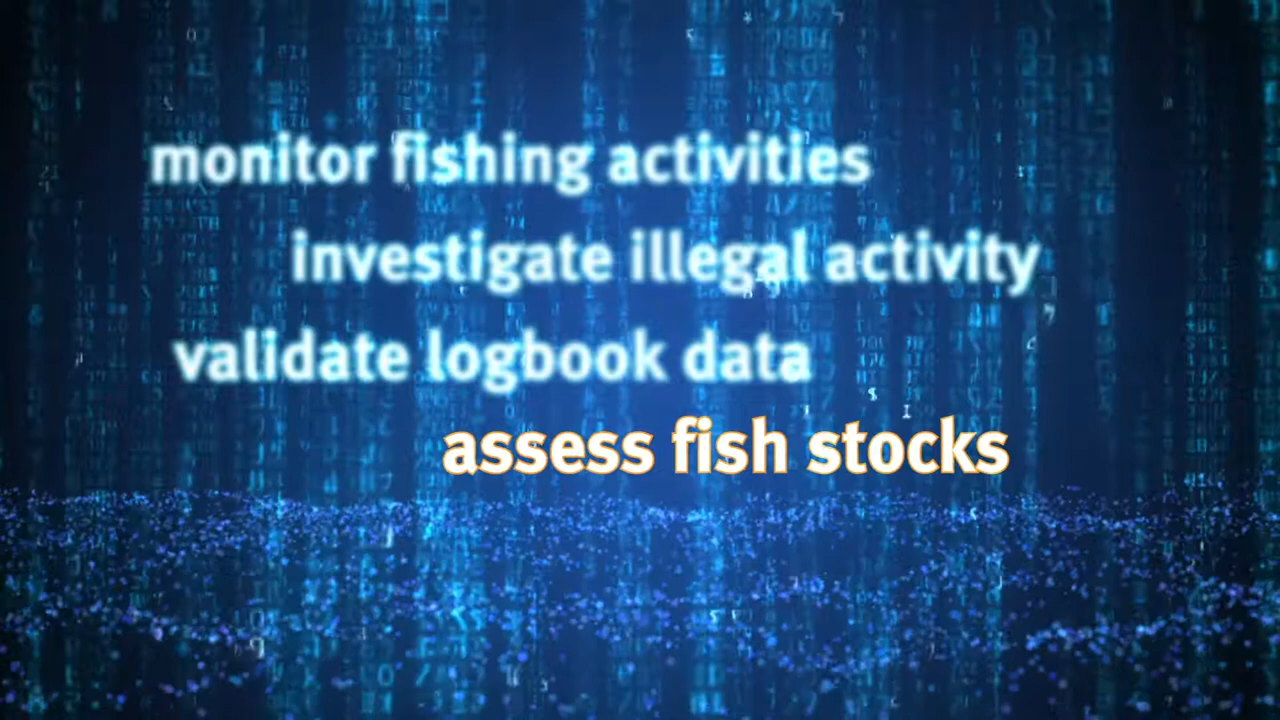 monitor fishing activities
investigate illegal activity
validate logbook data
assess fish stocks